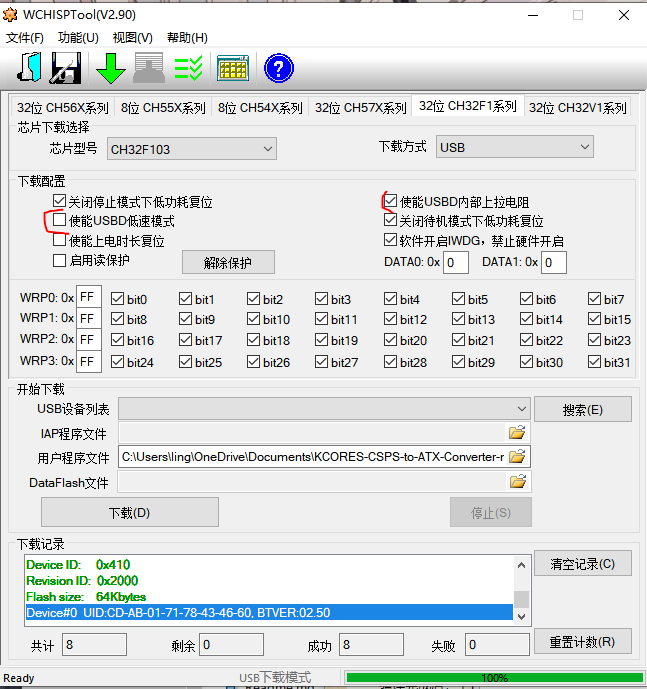 WCHISPTool(V2.90)
文件(F) 功能(U) 视图(V) 帮助(H)
32位 CH56X系列 8位 CH55X系列 8位 CH54X系列 32位 CH57X系列 32位 CH32F1系列 32位 CH32V1系列
芯片下载选择
芯片型号 CH32F103 下载方式 USB
下载配置
关闭停止模式下低功耗复位 使能USBD内部上拉电阻
使能USBD低速模式 关闭待机模式下低功耗复位
使能上电时长复位 软件开启IWDG，禁止硬件开启
启用读保护 解除保护 DATA0: 0x 0 DATA1: 0x 0
WRP0: 0x FF bit0 bit1 bit2 bit3 bit4 bit5 bit6 bit7
WRP1: 0x FF bit8 bit9 bit10 bit11 bit12 bit13 bit14 bit15
WRP2: 0x FF bit16 bit17 bit18 bit19 bit20 bit21 bit22 bit23
WRP3: 0x FF bit24 bit25 bit26 bit27 bit28 bit29 bit30 bit31
开始下载
USB设备列表 搜索(E)
IAP程序文件
用户程序文件 C:\Users\ling\OneDrive\Documents\KCORES-CSPS-to-ATX-Converter-r
DataFlash文件
下载(D) 停止(S)
下载记录
Device ID: 0x410 清空记录(C)
Revision ID: 0x2000
Flash size: 64Kbytes
Device#0 UID:CD-AB-01-71-78-43-46-60, BTVER:02.50
共计 8 剩余 0 成功 8 失败 0 重置计数(R)
Ready USB下载模式 100%